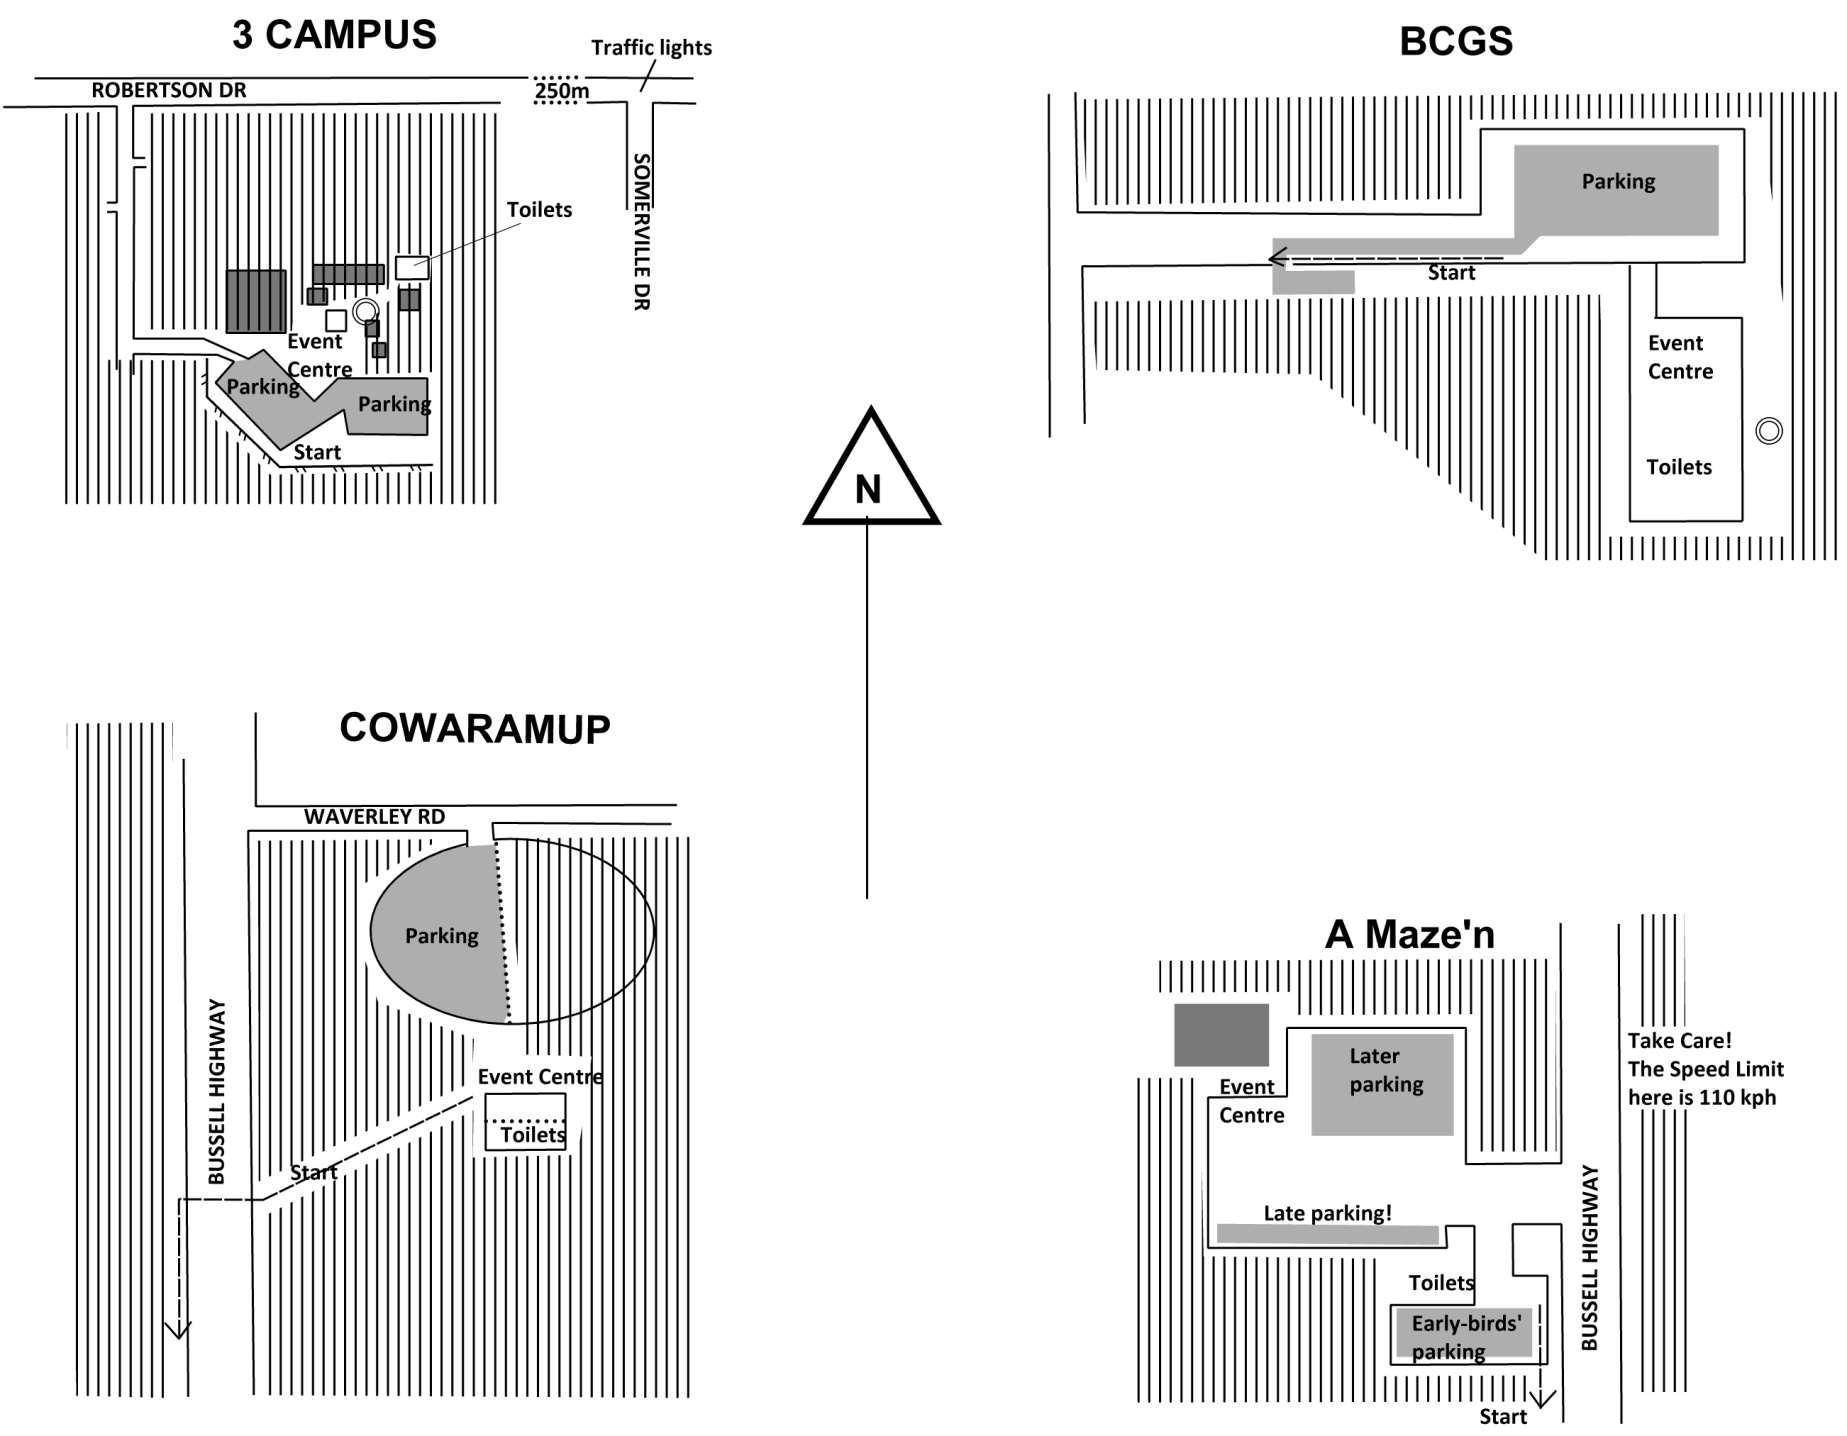 3 CAMPUS
Traffic lights
ROBERTSON DR
250m
SOMERVILLE DR
Toilets
Event
Centre
Parking
Parking
Start
BCGS
Parking
Start
Event
Centre
Toilets
N
COWARAMUP
WAVERLEY RD
Parking
BUSSELL HIGHWAY
Event Centre
Toilets
Start
A Maze'n
Later
parking
Event
Centre
Take Care!
The Speed Limit
here is 110 kph
Late parking!
BUSSELL HIGHWAY
Toilets
Early-birds'
parking
Start